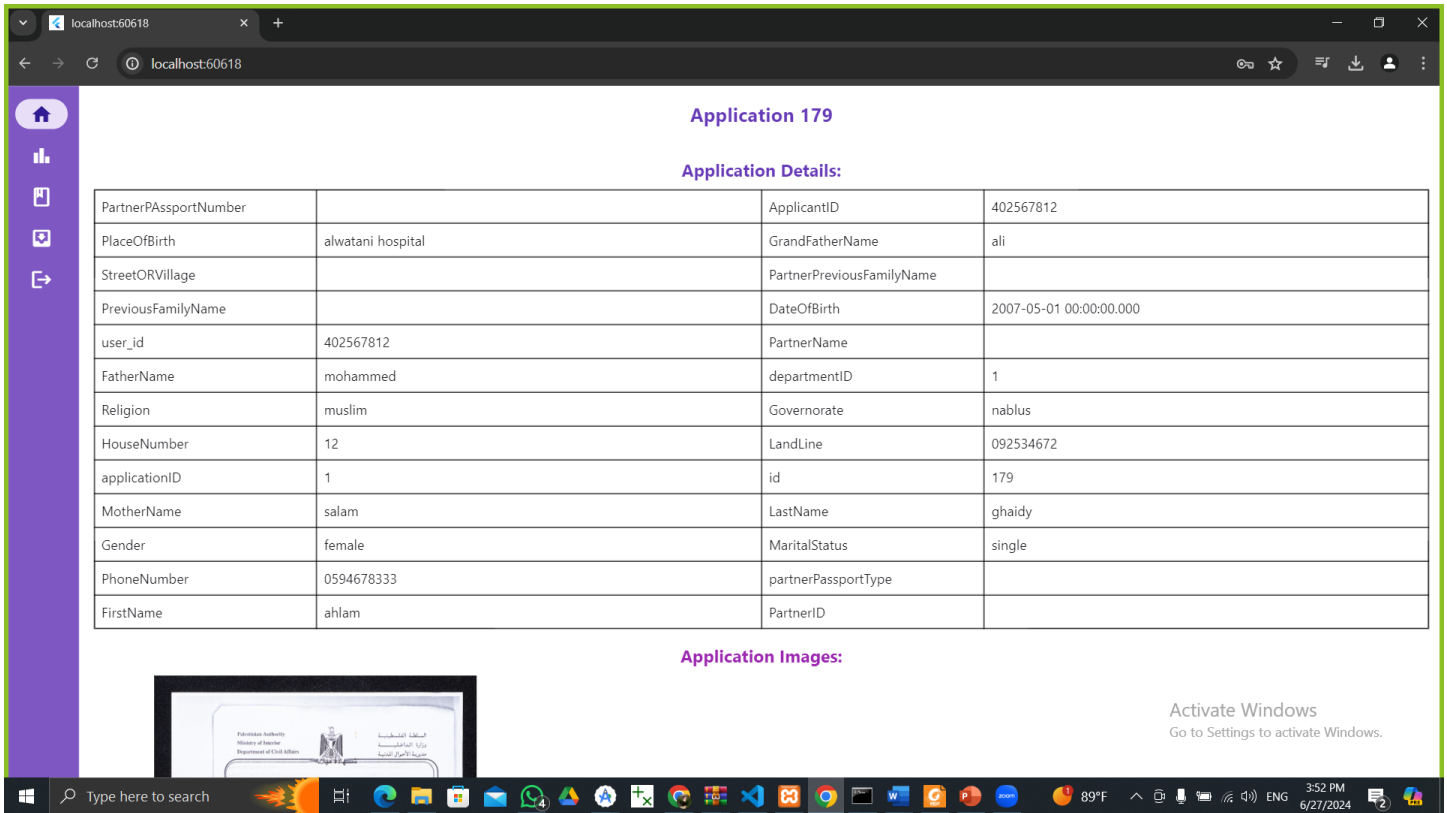 localhost:60618
localhost:60618
Application 179
Application Details:
PartnerPAssportNumber ApplicantID 402567812
PlaceOfBirth alwatani hospital GrandFatherName ali
StreetORVillage PartnerPreviousFamilyName
PreviousFamilyName DateOfBirth 2007-05-01 00:00:00.000
user_id 402567812 PartnerName
FatherName mohammed departmentID 1
Religion muslim Governorate nablus
HouseNumber 12 LandLine 092534672
applicationID 1 id 179
MotherName salam LastName ghaidy
Gender female MaritalStatus single
PhoneNumber 0594678333 partnerPassportType
FirstName ahlam PartnerID
Application Images:
Palestinian Authority السلطة الفلسطينية
Ministry of Interior وزارة الداخلية
Department of Civil Affairs مديرية الأحوال المدنية
Activate Windows
Go to Settings to activate Windows.
Type here to search 4 zoom 89°F ENG 3:52 PM 2
6/27/2024